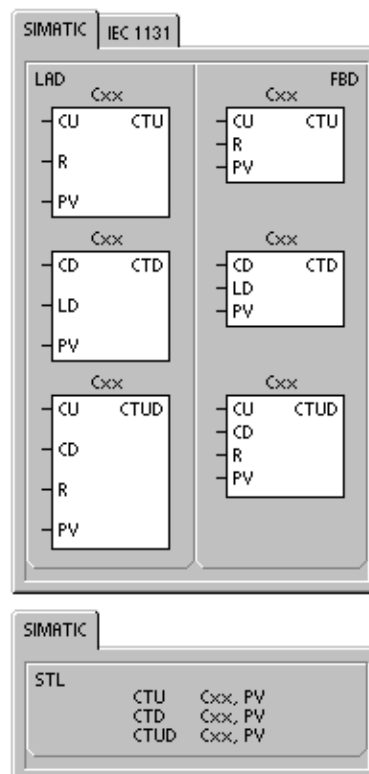 SIMATIC IEC 1131
LAD FBD
Cxx Cxx
CU CTU CU CTU
R R
PV PV
Cxx Cxx
CD CTD CD CTD
LD LD
PV PV
Cxx Cxx
CU CTUD CU CTUD
CD CD
R R
PV PV
SIMATIC
STL
CTU Cxx, PV
CTD Cxx, PV
CTUD Cxx, PV